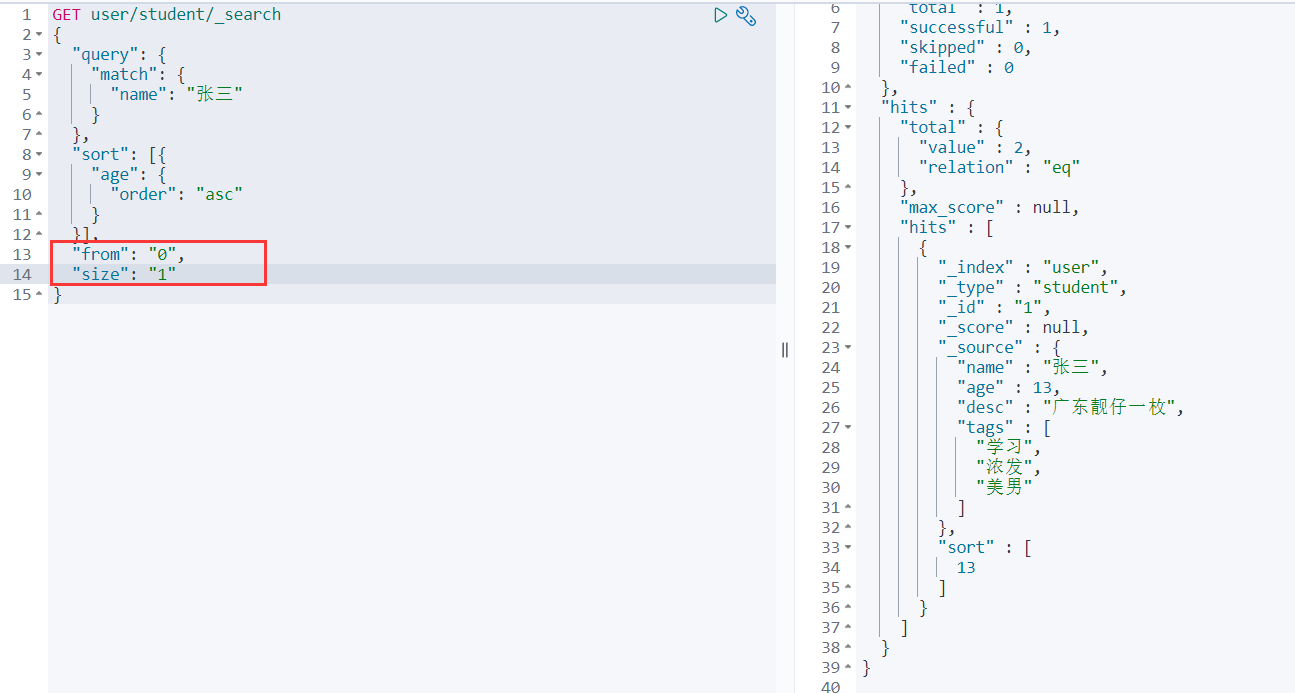 1 GET user/student/_search
2 {
3 "query": {
4 "match": {
5 "name": "张三"
6 }
7 },
8 "sort": [{
9 "age": {
10 "order": "asc"
11 }
12 }],
13 "from": "0",
14 "size": "1"
15 }
6 "total" : 1,
7 "successful" : 1,
8 "skipped" : 0,
9 "failed" : 0
10 },
11 "hits" : {
12 "total" : {
13 "value" : 2,
14 "relation" : "eq"
15 },
16 "max_score" : null,
17 "hits" : [
18 {
19 "_index" : "user",
20 "_type" : "student",
21 "_id" : "1",
22 "_score" : null,
23 "_source" : {
24 "name" : "张三",
25 "age" : 13,
26 "desc" : "广东靓仔一枚",
27 "tags" : [
28 "学习",
29 "浓发",
30 "美男"
31 ]
32 },
33 "sort" : [
34 13
35 ]
36 }
37 ]
38 }
39 }
40